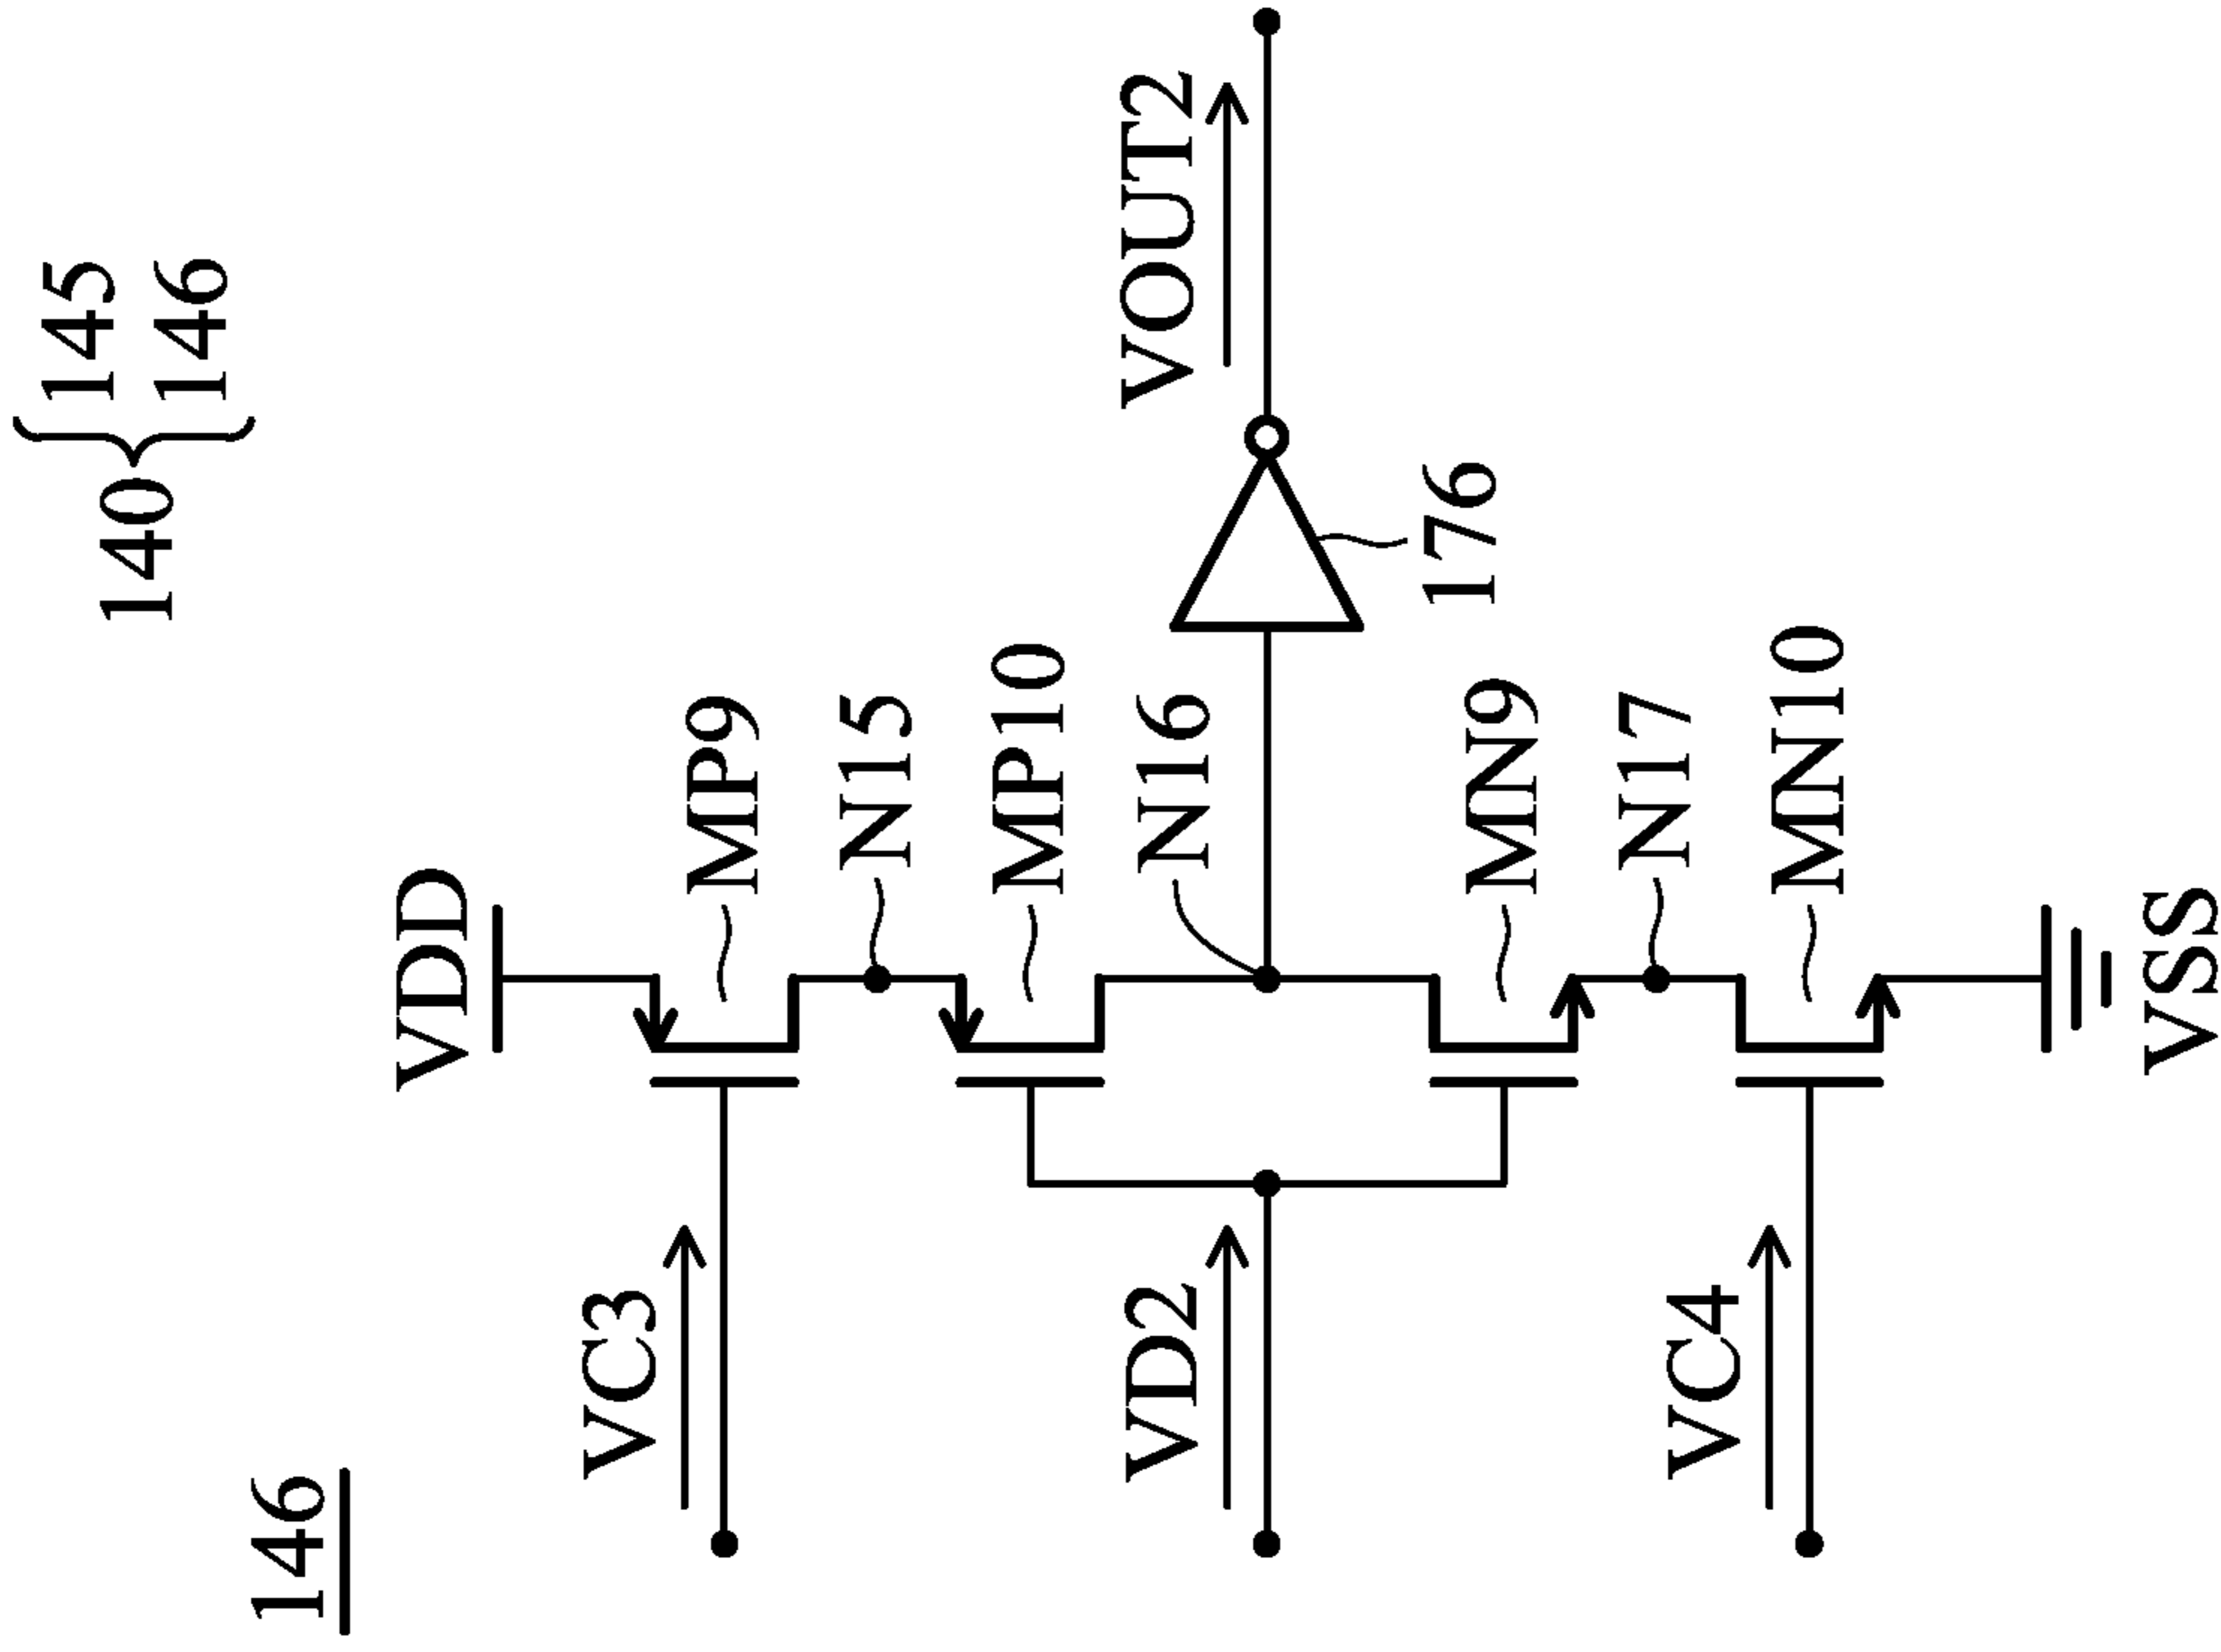 146
140 { 145
146
VDD
VC3
MP9
N15
MP10
VD2
N16
VOUT2
176
MN9
N17
VC4
MN10
VSS